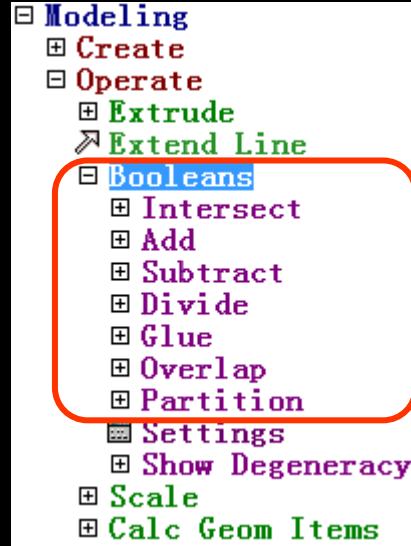 Modeling
Create
Operate
Extrude
Extend Line
Booleans
Intersect
Add
Subtract
Divide
Glue
Overlap
Partition
Settings
Show Degeneracy
Scale
Calc Geom Items